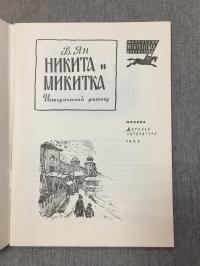 В. Ян
НИКИТА и
МИКИТКА
Исторический рассказ
МОСКВА
ДЕТСКАЯ
ЛИТЕРАТУРА